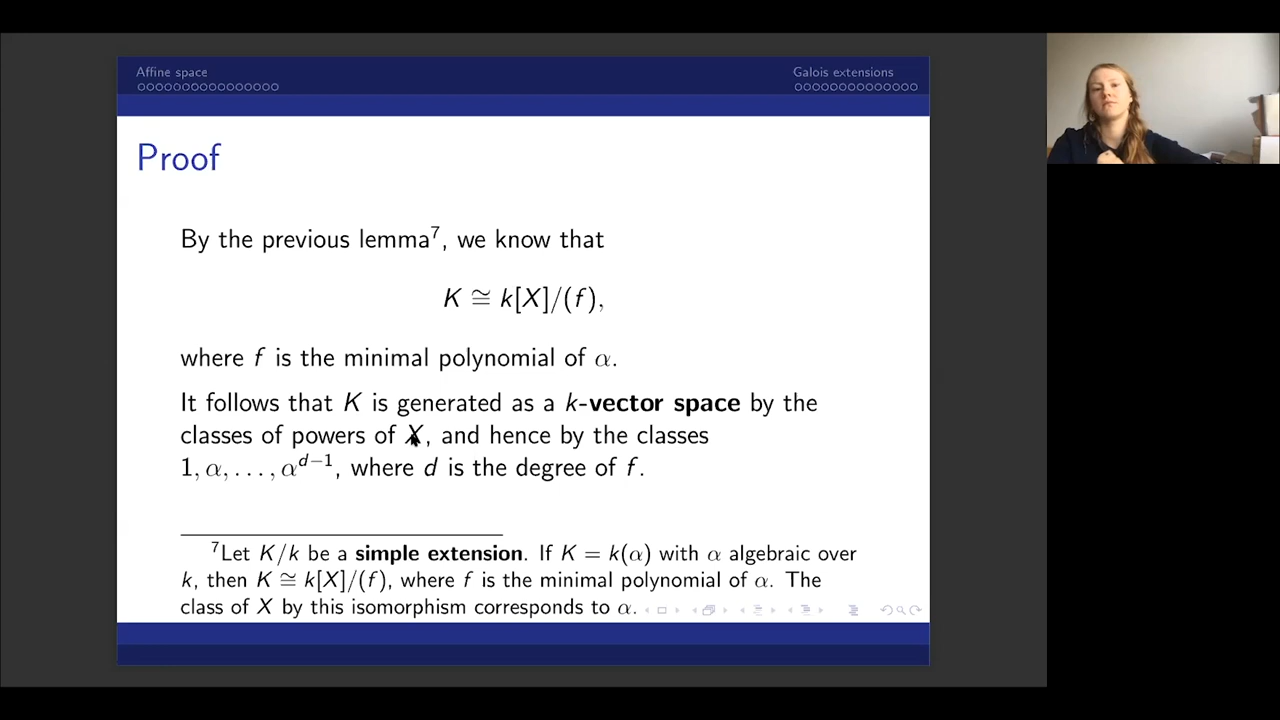 Affine space
Galois extensions
Proof
By the previous lemma⁷, we know that
K ≅ k[X]/(f),
where f is the minimal polynomial of α.
It follows that K is generated as a k-vector space by the
classes of powers of X, and hence by the classes
1, α, . . . , αᵈ⁻¹, where d is the degree of f.
⁷Let K/k be a simple extension. If K = k(α) with α algebraic over
k, then K ≅ k[X]/(f), where f is the minimal polynomial of α. The
class of X by this isomorphism corresponds to α.